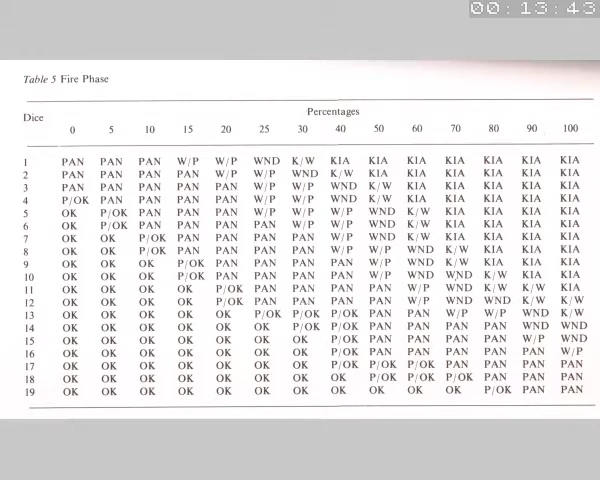 00:13:43
Table 5 Fire Phase
Dice Percentages
0 5 10 15 20 25 30 40 50 60 70 80 90 100
1 PAN PAN PAN W/P W/P WND K/W KIA KIA KIA KIA KIA KIA KIA
2 PAN PAN PAN PAN W/P W/P WND K/W KIA KIA KIA KIA KIA KIA
3 PAN PAN PAN PAN PAN W/P W/P WND K/W KIA KIA KIA KIA KIA
4 P/OK PAN PAN PAN PAN W/P W/P WND K/W KIA KIA KIA KIA KIA
5 OK P/OK PAN PAN PAN W/P W/P W/P WND K/W KIA KIA KIA KIA
6 OK P/OK PAN PAN PAN PAN W/P W/P WND K/W KIA KIA KIA KIA
7 OK OK P/OK PAN PAN PAN PAN W/P WND K/W KIA KIA KIA KIA
8 OK OK P/OK PAN PAN PAN PAN W/P W/P WND K/W KIA KIA KIA
9 OK OK OK P/OK PAN PAN PAN PAN W/P WND K/W KIA KIA KIA
10 OK OK OK P/OK PAN PAN PAN PAN W/P WND WND K/W KIA KIA
11 OK OK OK OK P/OK PAN PAN PAN PAN W/P WND K/W K/W KIA
12 OK OK OK OK P/OK PAN PAN PAN PAN W/P WND WND K/W K/W
13 OK OK OK OK OK P/OK P/OK P/OK PAN PAN W/P W/P WND K/W
14 OK OK OK OK OK OK P/OK P/OK PAN PAN PAN PAN WND WND
15 OK OK OK OK OK OK OK P/OK PAN PAN PAN PAN W/P WND
16 OK OK OK OK OK OK OK P/OK PAN PAN PAN PAN PAN W/P
17 OK OK OK OK OK OK OK P/OK P/OK P/OK PAN PAN PAN PAN
18 OK OK OK OK OK OK OK OK P/OK P/OK P/OK PAN PAN PAN
19 OK OK OK OK OK OK OK OK OK OK OK P/OK PAN PAN